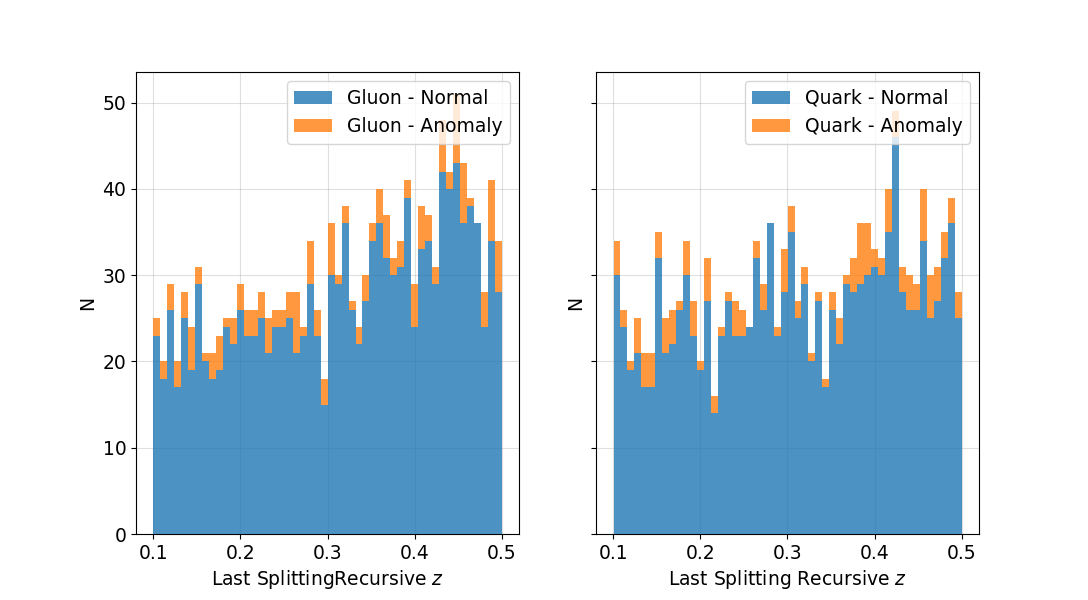 Gluon - Normal
Gluon - Anomaly
N
50
40
30
20
10
0
0.1 0.2 0.3 0.4 0.5
Last SplittingRecursive z
Quark - Normal
Quark - Anomaly
N
0.1 0.2 0.3 0.4 0.5
Last Splitting Recursive z